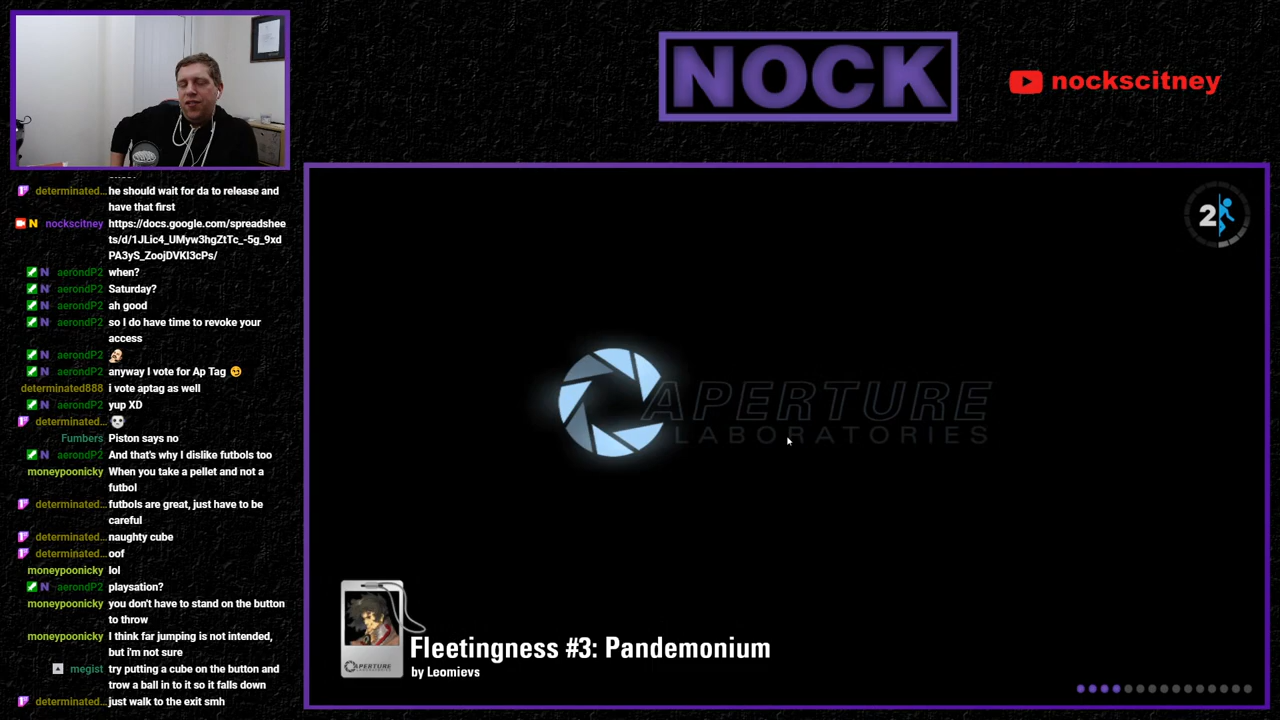 NOCK
nockscitney
determinated... he should wait for da to release and
have that first
nockscitney https://docs.google.com/spreadshee
ts/d/1JLic4_UMyw3hgZtTc_-5g_9xd
PA3yS_ZoojDVKI3cPs/
aerondP2 when?
aerondP2 Saturday?
aerondP2 ah good
aerondP2 so I do have time to revoke your
access
aerondP2
aerondP2 anyway I vote for Ap Tag
determinated888 i vote aptag as well
aerondP2 yup XD
determinated...
Fumbers Piston says no
aerondP2 And that's why I dislike futbols too
moneypoonicky When you take a pellet and not a
futbol
determinated... futbols are great, just have to be
careful
determinated... naughty cube
determinated... oof
moneypoonicky lol
aerondP2 playsation?
moneypoonicky you don't have to stand on the button
to throw
moneypoonicky I think far jumping is not intended,
but i'm not sure
megist try putting a cube on the button and
trow a ball in to it so it falls down
determinated... just walk to the exit smh
2
APERTURE
LABORATORIES
APERTURE
Fleetingness #3: Pandemonium
by Leomievs